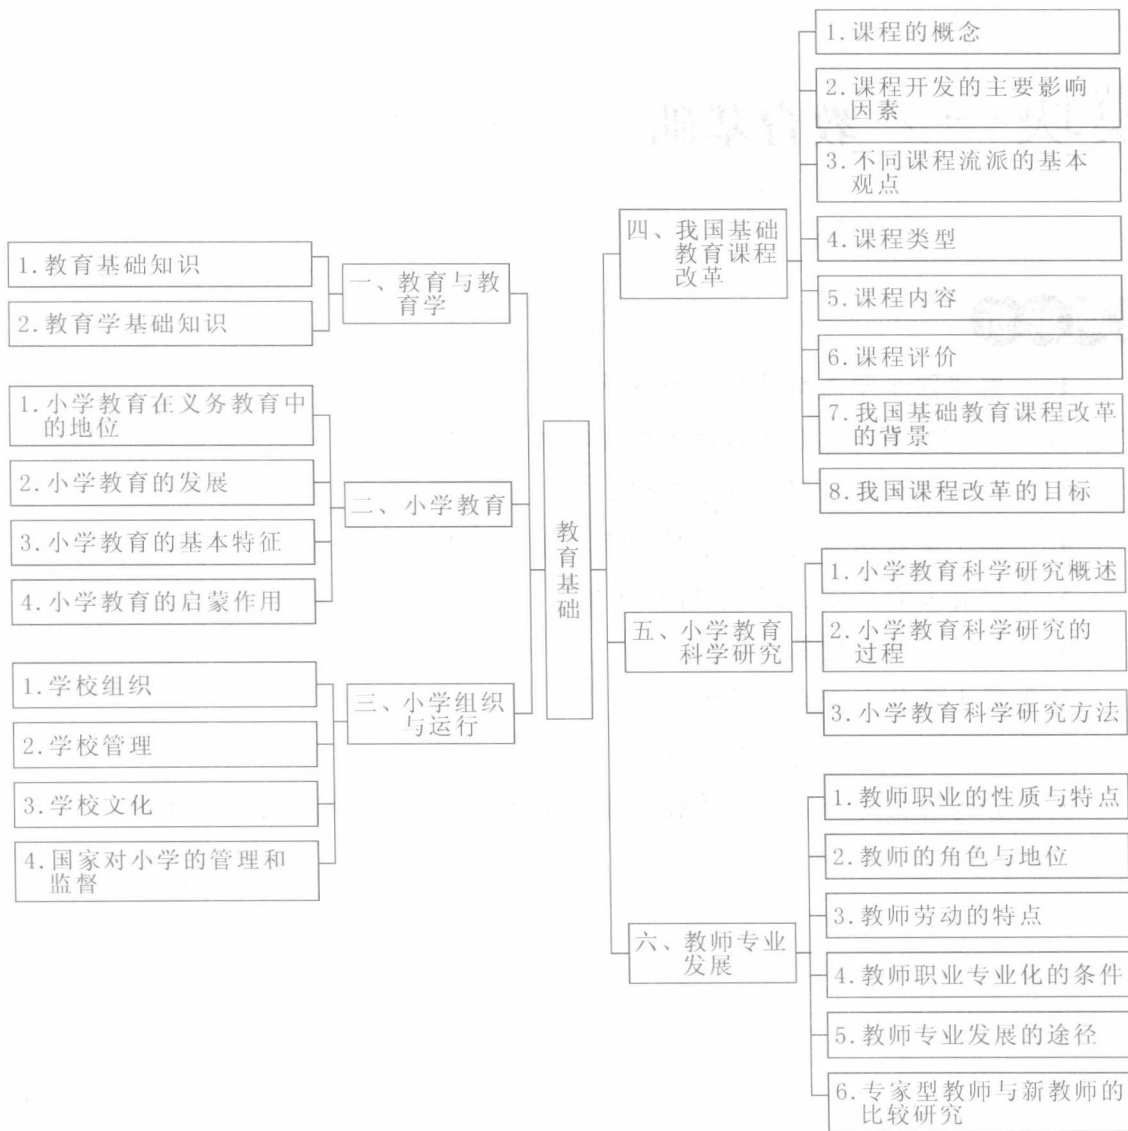 1.教育基础知识
2.教育学基础知识
一、教育与教
育学
1.小学教育在义务教育中
的地位
2.小学教育的发展
3.小学教育的基本特征
4.小学教育的启蒙作用
二、小学教育
1.学校组织
2.学校管理
3.学校文化
4.国家对小学的管理和
监督
三、小学组织
与运行
教
育
基
础
四、我国基础
教育课程
改革
1.课程的概念
2.课程开发的主要影响
因素
3.不同课程流派的基本
观点
4.课程类型
5.课程内容
6.课程评价
7.我国基础教育课程改革
的背景
8.我国课程改革的目标
五、小学教育
科学研究
1.小学教育科学研究概述
2.小学教育科学研究的
过程
3.小学教育科学研究方法
六、教师专业
发展
1.教师职业的性质与特点
2.教师的角色与地位
3.教师劳动的特点
4.教师职业专业化的条件
5.教师专业发展的途径
6.专家型教师与新教师的
比较研究